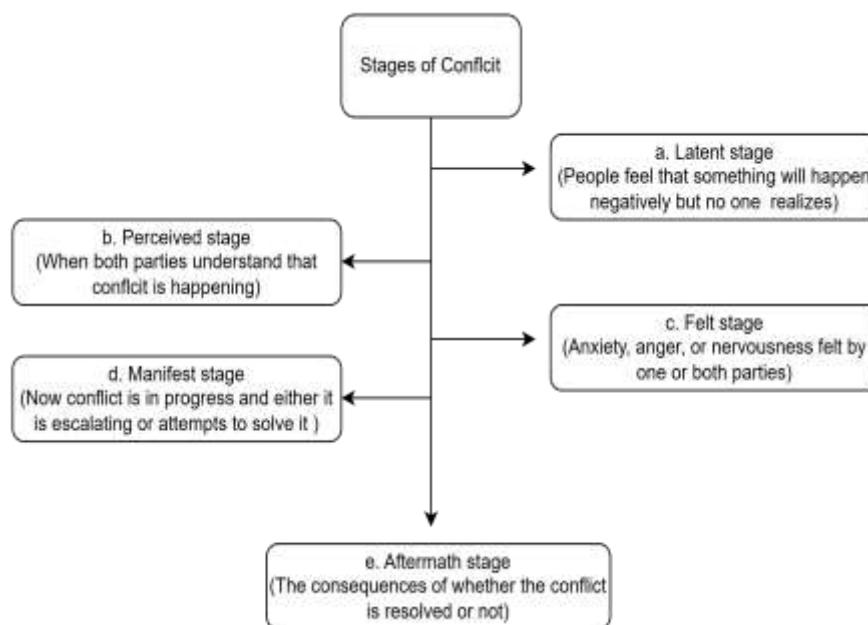 Stages of Conflcit
a. Latent stage
(People feel that something will happen
negatively but no one realizes)
b. Perceived stage
(When both parties understand that
conflcit is happening)
c. Felt stage
(Anxiety, anger, or nervousness felt by
one or both parties)
d. Manifest stage
(Now conflict is in progress and either it
is escalating or attempts to solve it )
e. Aftermath stage
(The consequences of whether the conflict
is resolved or not)